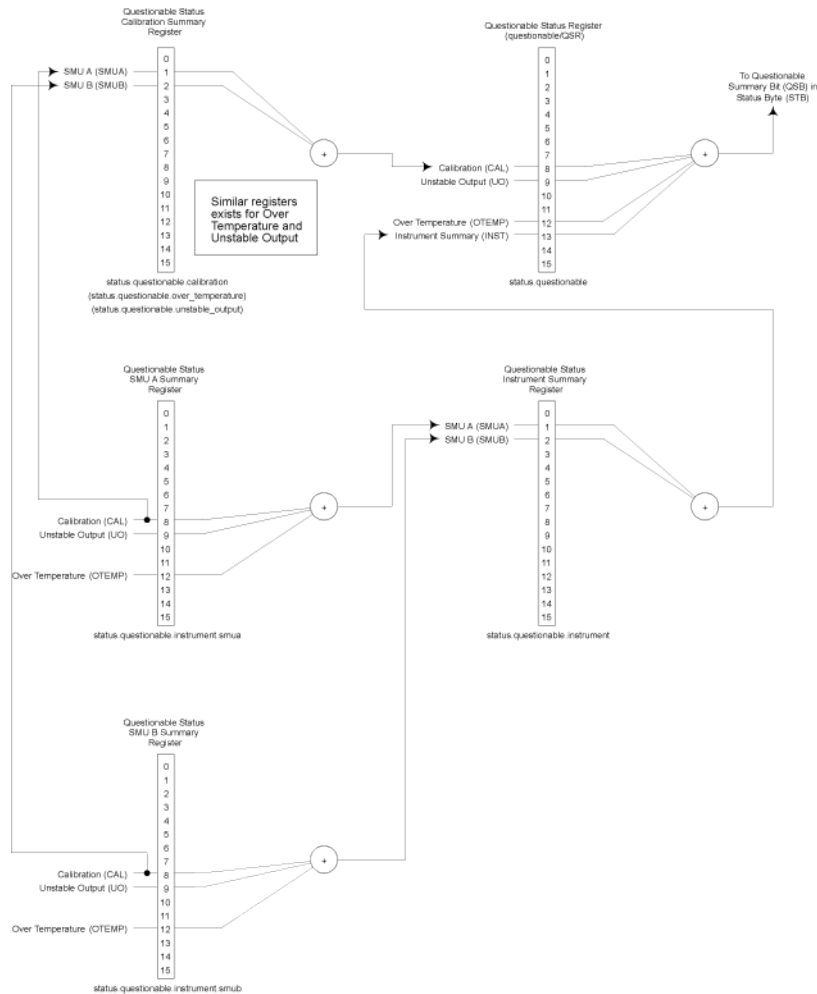 Questionable Status
Calibration Summary
Register
0
SMU A (SMUA) 1
SMU B (SMUB) 2
3
4
5
6
7
8
9
10
11
12
13
14
15
+
Similar registers
exists for Over
Temperature and
Unstable Output
status.questionable.calibration
(status.questionable.over_temperature)
(status.questionable.unstable_output)
Questionable Status Register
(questionable/QSR)
0
1
2
3
4
5
6
7
Calibration (CAL) 8
Unstable Output (UO) 9
10
11
Over Temperature (OTEMP) 12
Instrument Summary (INST) 13
14
15
+
status.questionable
To Questionable
Summary Bit (QSB) in
Status Byte (STB)
Questionable Status
SMU A Summary
Register
0
1
2
3
4
5
6
7
Calibration (CAL) 8
Unstable Output (UO) 9
10
11
Over Temperature (OTEMP) 12
13
14
15
+
status.questionable.instrument.smua
Questionable Status
Instrument Summary
Register
0
SMU A (SMUA) 1
SMU B (SMUB) 2
3
4
5
6
7
8
9
10
11
12
13
14
15
+
status.questionable.instrument
Questionable Status
SMU B Summary
Register
0
1
2
3
4
5
6
7
Calibration (CAL) 8
Unstable Output (UO) 9
10
11
Over Temperature (OTEMP) 12
13
14
15
+
status.questionable.instrument.smub